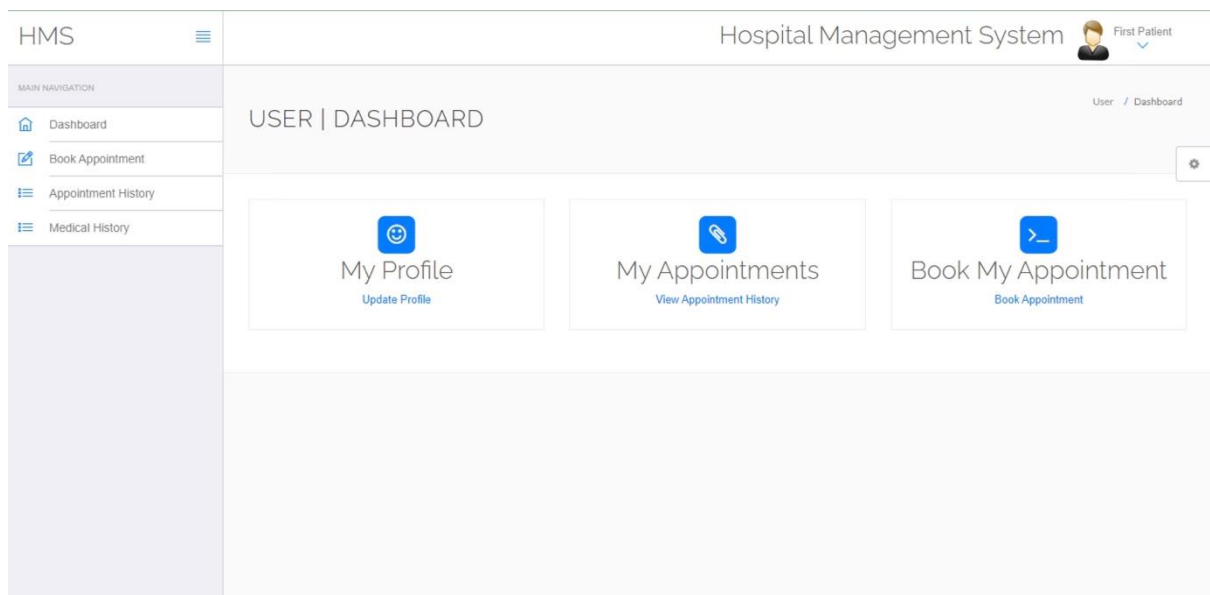 HMS
Hospital Management System
First Patient
MAIN NAVIGATION
Dashboard
Book Appointment
Appointment History
Medical History
USER | DASHBOARD
User / Dashboard
My Profile
Update Profile
My Appointments
View Appointment History
Book My Appointment
Book Appointment